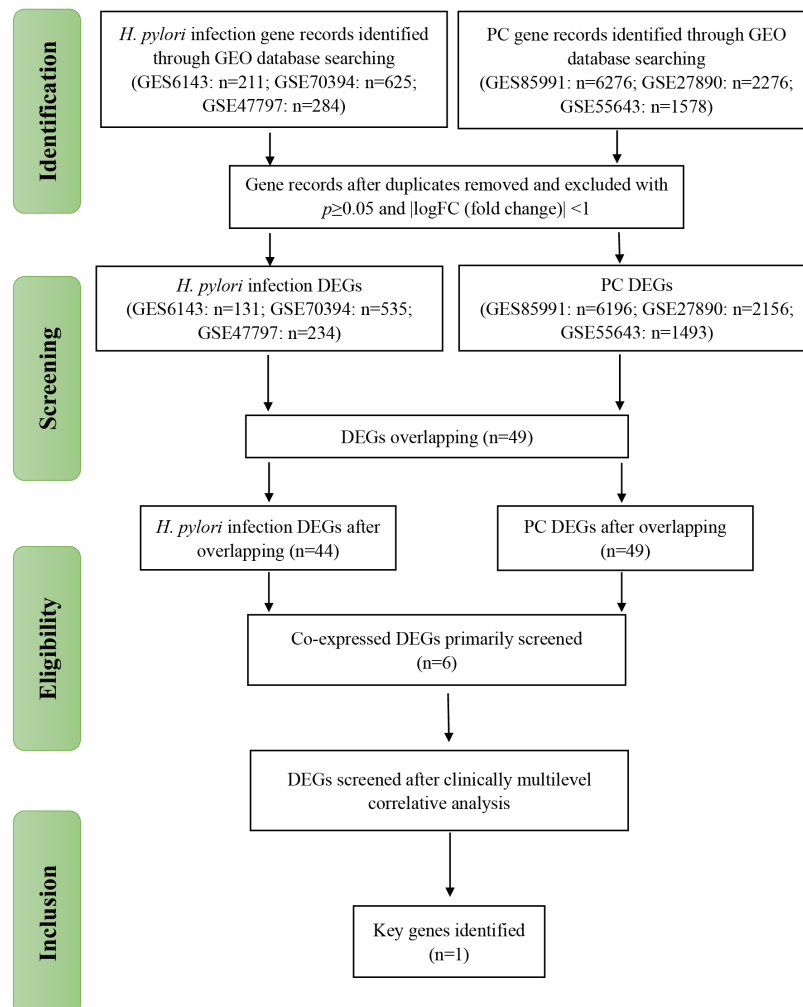 Identification
H. pylori infection gene records identified
through GEO database searching
(GES6143: n=211; GSE70394: n=625;
GSE47797: n=284)
PC gene records identified through GEO
database searching
(GES85991: n=6276; GSE27890: n=2276;
GSE55643: n=1578)
Gene records after duplicates removed and excluded with
p≥0.05 and |logFC (fold change)| <1
Screening
H. pylori infection DEGs
(GES6143: n=131; GSE70394: n=535;
GSE47797: n=234)
PC DEGs
(GES85991: n=6196; GSE27890: n=2156;
GSE55643: n=1493)
DEGs overlapping (n=49)
H. pylori infection DEGs after
overlapping (n=44)
PC DEGs after overlapping
(n=49)
Eligibility
Co-expressed DEGs primarily screened
(n=6)
DEGs screened after clinically multilevel
correlative analysis
Inclusion
Key genes identified
(n=1)